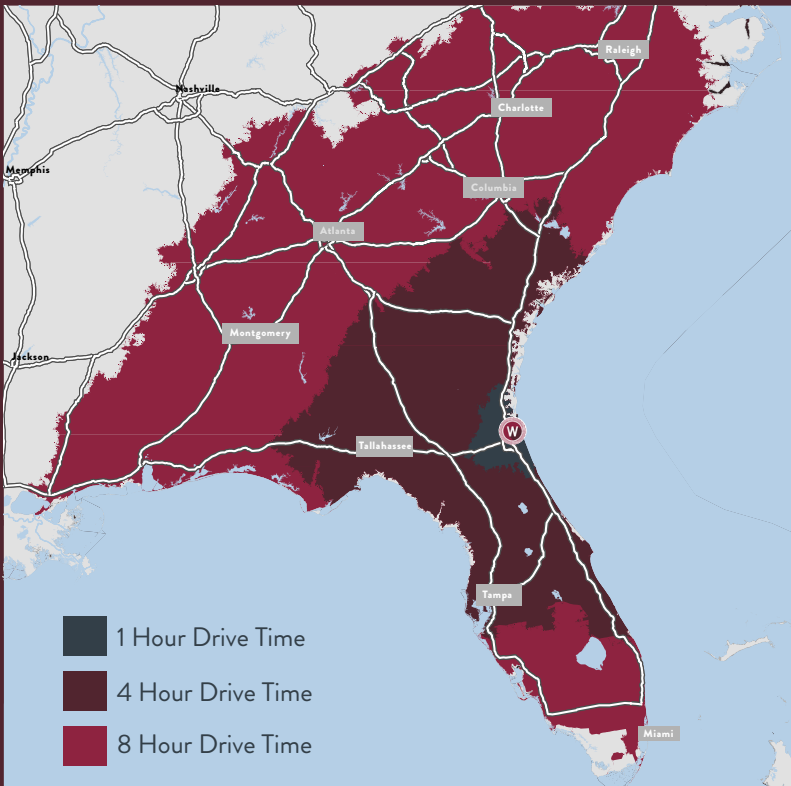 Raleigh
Nashville
Charlotte
Memphis
Columbia
Atlanta
Montgomery
Jackson
W
Tallahassee
Tampa
1 Hour Drive Time
4 Hour Drive Time
Miami
8 Hour Drive Time